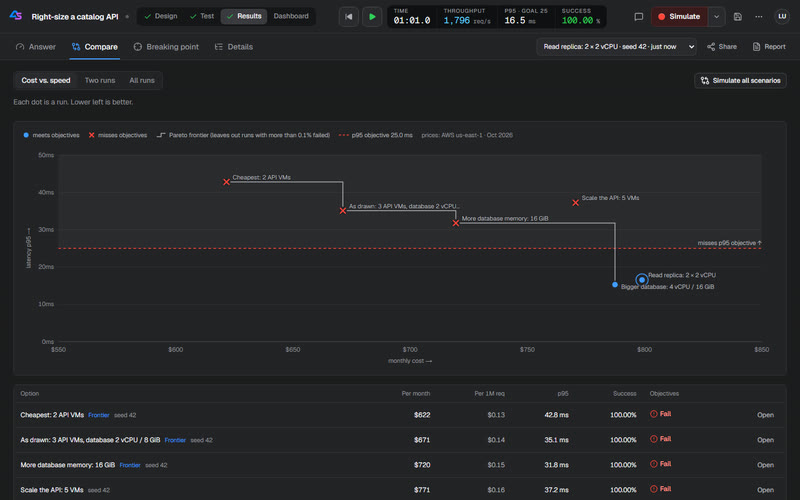 Right-size a catalog API
Design
Test
Results
Dashboard
TIME
01:01.0
THROUGHPUT
1,796 req/s
P95 · GOAL 25
16.5 ms
SUCCESS
100.00 %
Simulate
LU
Answer
Compare
Breaking point
Details
Read replica: 2 × 2 vCPU · seed 42 · just now
Share
Report
Cost vs. speed
Two runs
All runs
Simulate all scenarios
Each dot is a run. Lower left is better.
meets objectives
misses objectives
Pareto frontier (leaves out runs with more than 0.1% failed)
p95 objective 25.0 ms
prices: AWS us-east-1 · Oct 2026
50ms
40ms
30ms
20ms
10ms
0ms
latency p95 →
Cheapest: 2 API VMs
As drawn: 3 API VMs, database 2 vCPU…
More database memory: 16 GiB
Scale the API: 5 VMs
misses p95 objective ↑
Read replica: 2 × 2 vCPU
Bigger database: 4 vCPU / 16 GiB
$550
$600
$650
$700
$750
$800
$850
monthly cost →
Option
Per month
Per 1M req
p95
Success
Objectives
Cheapest: 2 API VMs Frontier seed 42
$622
$0.13
42.8 ms
100.00%
Fail
Open
As drawn: 3 API VMs, database 2 vCPU / 8 GiB Frontier seed 42
$671
$0.14
35.1 ms
100.00%
Fail
Open
More database memory: 16 GiB Frontier seed 42
$720
$0.15
31.8 ms
100.00%
Fail
Open
Scale the API: 5 VMs seed 42
$771
$0.16
37.2 ms
100.00%
Fail
Open